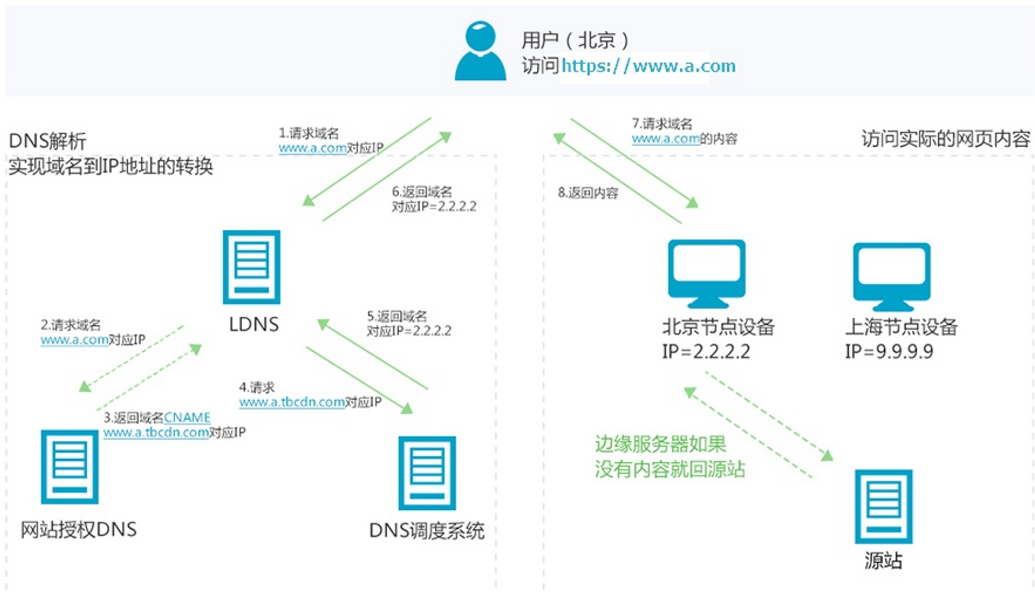 用户（北京）
访问https://www.a.com
DNS解析
实现域名到IP地址的转换
1.请求域名
www.a.com对应IP
6.返回域名
对应IP=2.2.2.2
LDNS
2.请求域名
www.a.com对应IP
5.返回域名
对应IP=2.2.2.2
4.请求
www.a.tbcdn.com对应IP
3.返回域名CNAME
www.a.tbcdn.com对应IP
网站授权DNS
DNS调度系统
访问实际的网页内容
7.请求域名
www.a.com的内容
8.返回内容
北京节点设备
IP=2.2.2.2
上海节点设备
IP=9.9.9.9
边缘服务器如果
没有内容就回源站
源站